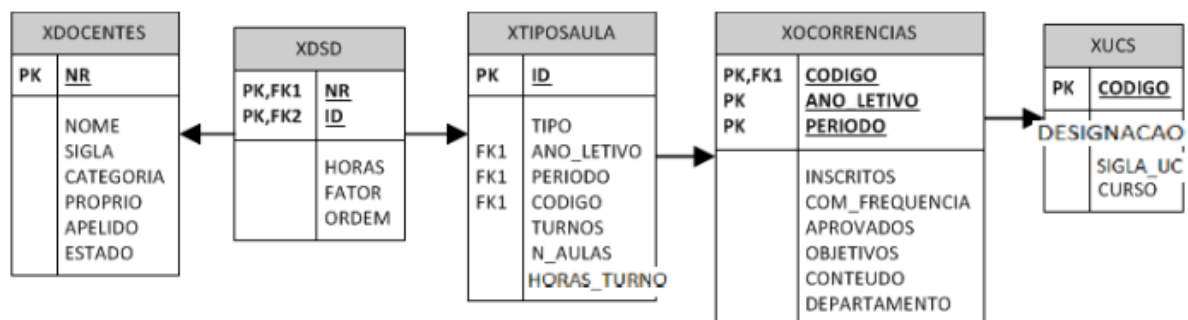 XDOCENTES
PK NR
NOME
SIGLA
CATEGORIA
PROPRIO
APELIDO
ESTADO
XDSD
PK,FK1 NR
PK,FK2 ID
HORAS
FATOR
ORDEM
XTIPOSAULA
PK ID
TIPO
FK1 ANO_LETIVO
FK1 PERIODO
FK1 CODIGO
TURNOS
N_AULAS
HORAS_TURNO
XOCORRENCIAS
PK,FK1 CODIGO
PK ANO_LETIVO
PK PERIODO
INSCRITOS
COM_FREQUENCIA
APROVADOS
OBJETIVOS
CONTEUDO
DEPARTAMENTO
XUCS
PK CODIGO
DESIGNACAO
SIGLA_UC
CURSO